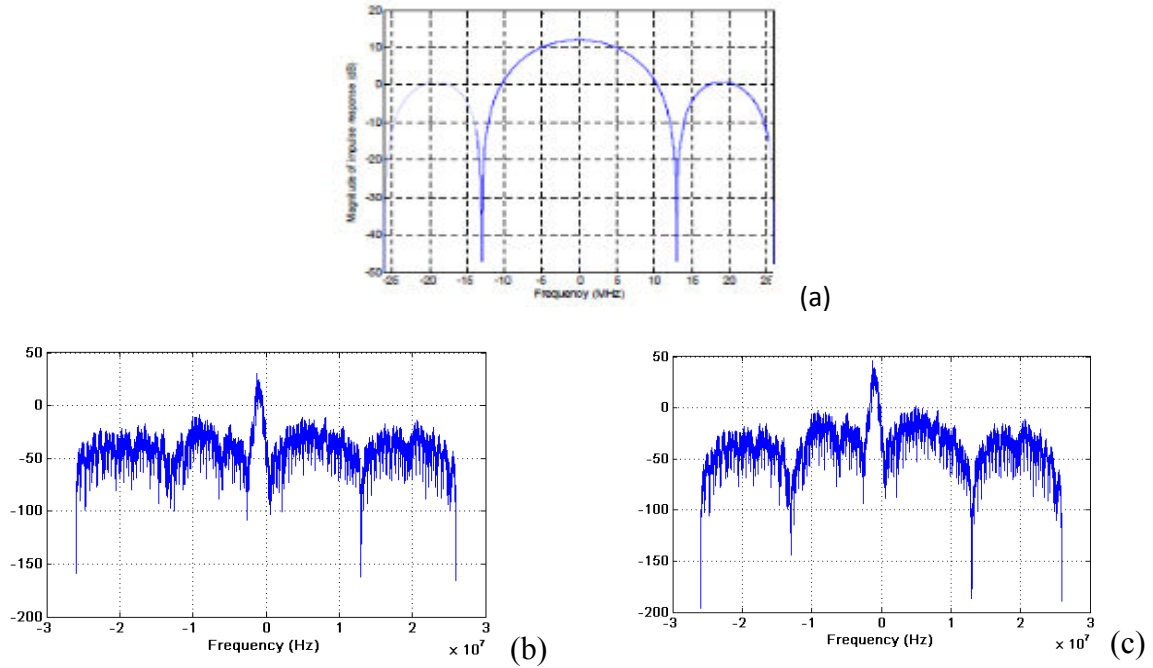 20
10
0
-10
-20
-30
-40
-50
Magnitude of impulse response (dB)
-25 -20 -15 -10 -5 0 5 10 15 20 25
Frequency (MHz)
(a)
50
0
-50
-100
-150
-200
-3 -2 -1 0 1 2 3
Frequency (Hz)
× 10^7
(b)
50
0
-50
-100
-150
-200
-3 -2 -1 0 1 2 3
Frequency (Hz)
× 10^7
(c)